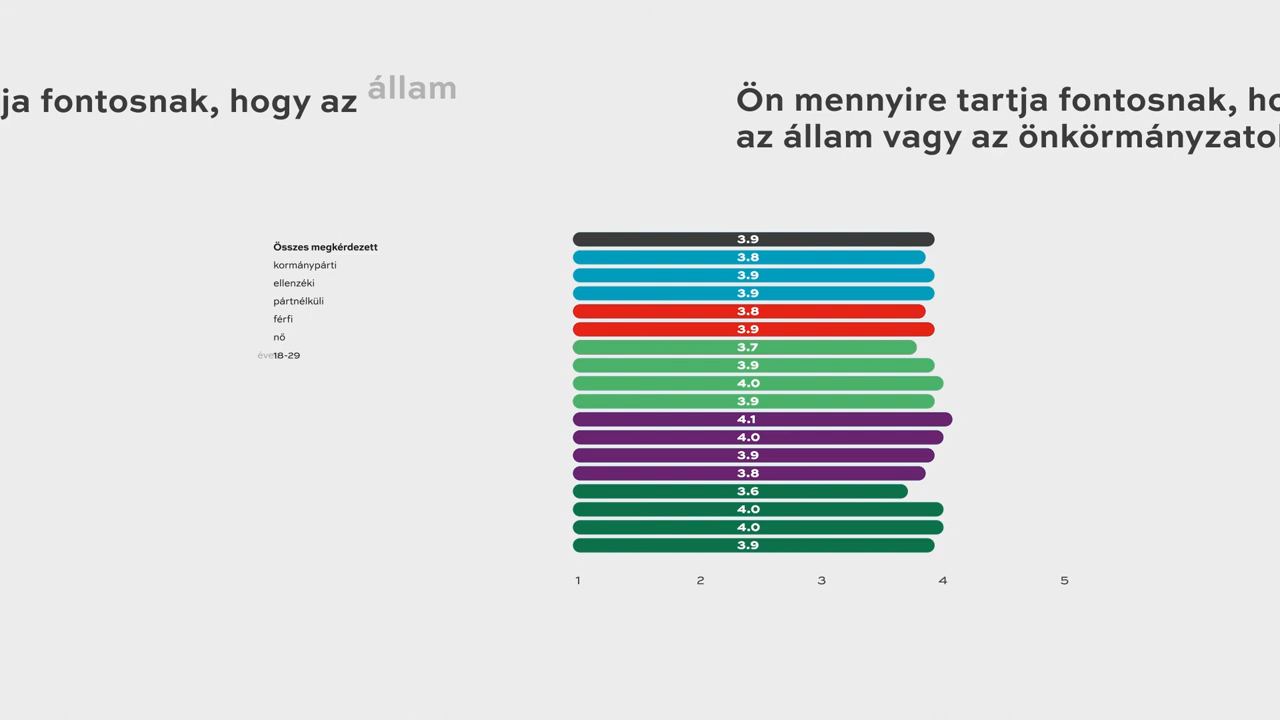 ja fontosnak, hogy az állam
Ön mennyire tartja fontosnak, ho
az állam vagy az önkörmányzato
Összes megkérdezett
kormánypárti
ellenzéki
pártnélküli
férfi
nő
éve 18-29
3.9
3.8
3.9
3.9
3.8
3.9
3.7
3.9
4.0
3.9
4.1
4.0
3.9
3.8
3.6
4.0
4.0
3.9
1 2 3 4 5